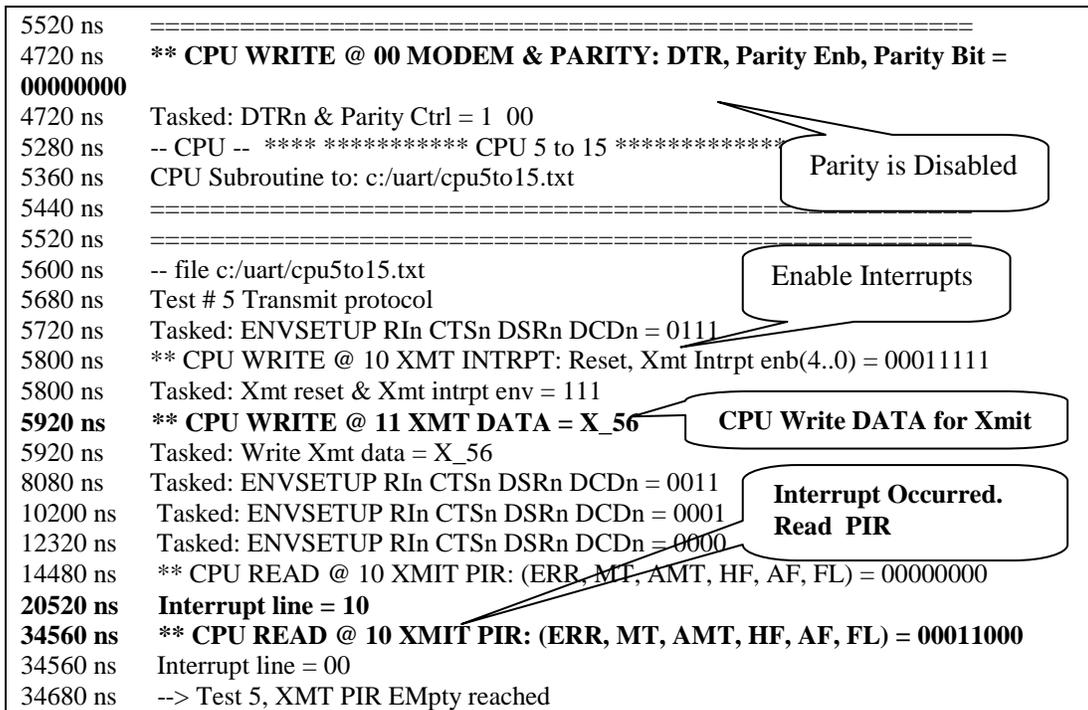 5520 ns ==========================================
4720 ns ** CPU WRITE @ 00 MODEM & PARITY: DTR, Parity Enb, Parity Bit =
00000000
4720 ns Tasked: DTRn & Parity Ctrl = 1 00
5280 ns -- CPU -- **** *********** CPU 5 to 15 *************
Parity is Disabled
5360 ns CPU Subroutine to: c:/uart/cpu5to15.txt
5440 ns ==========================================
5520 ns ==========================================
5600 ns -- file c:/uart/cpu5to15.txt
Enable Interrupts
5680 ns Test # 5 Transmit protocol
5720 ns Tasked: ENVSETUP RIn CTSn DSRn DCDn = 0111
5800 ns ** CPU WRITE @ 10 XMT INTRPT: Reset, Xmt Intrpt enb(4..0) = 00011111
5800 ns Tasked: Xmt reset & Xmt intrpt env = 111
5920 ns ** CPU WRITE @ 11 XMT DATA = X_56
CPU Write DATA for Xmit
5920 ns Tasked: Write Xmt data = X_56
8080 ns Tasked: ENVSETUP RIn CTSn DSRn DCDn = 0011
Interrupt Occurred.
Read PIR
10200 ns Tasked: ENVSETUP RIn CTSn DSRn DCDn = 0001
12320 ns Tasked: ENVSETUP RIn CTSn DSRn DCDn = 0000
14480 ns ** CPU READ @ 10 XMIT PIR: (ERR, MT, AMT, HF, AF, FL) = 00000000
20520 ns Interrupt line = 10
34560 ns ** CPU READ @ 10 XMIT PIR: (ERR, MT, AMT, HF, AF, FL) = 00011000
34560 ns Interrupt line = 00
34680 ns --> Test 5, XMT PIR EMpty reached